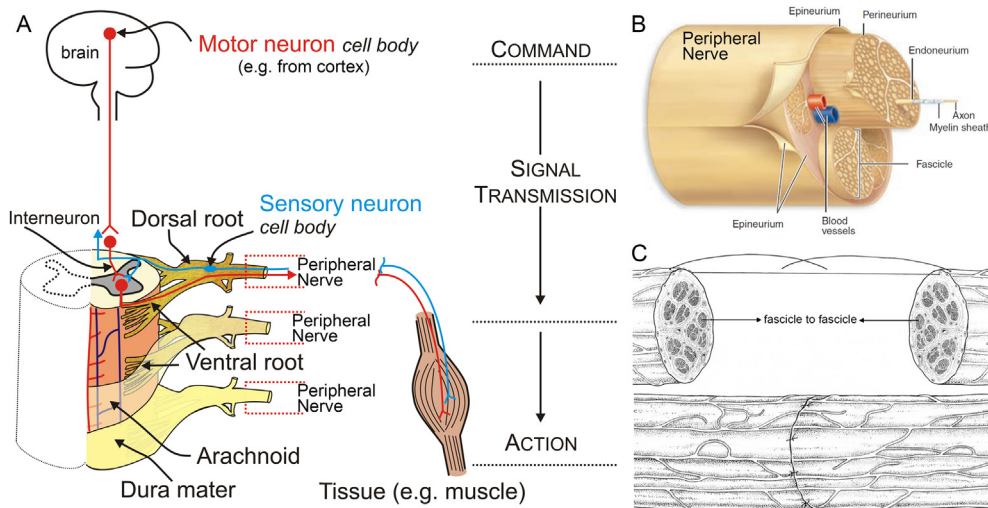 A
brain
Motor neuron cell body
(e.g. from cortex)
COMMAND
SIGNAL
TRANSMISSION
ACTION
Interneuron
Dorsal root
Sensory neuron
cell body
Peripheral
Nerve
Peripheral
Nerve
Ventral root
Peripheral
Nerve
Arachnoid
Dura mater
Tissue (e.g. muscle)
B
Peripheral
Nerve
Epineurium
Perineurium
Endoneurium
Axon
Myelin sheath
Fascicle
Blood
vessels
Epineurium
C
fascicle to fascicle